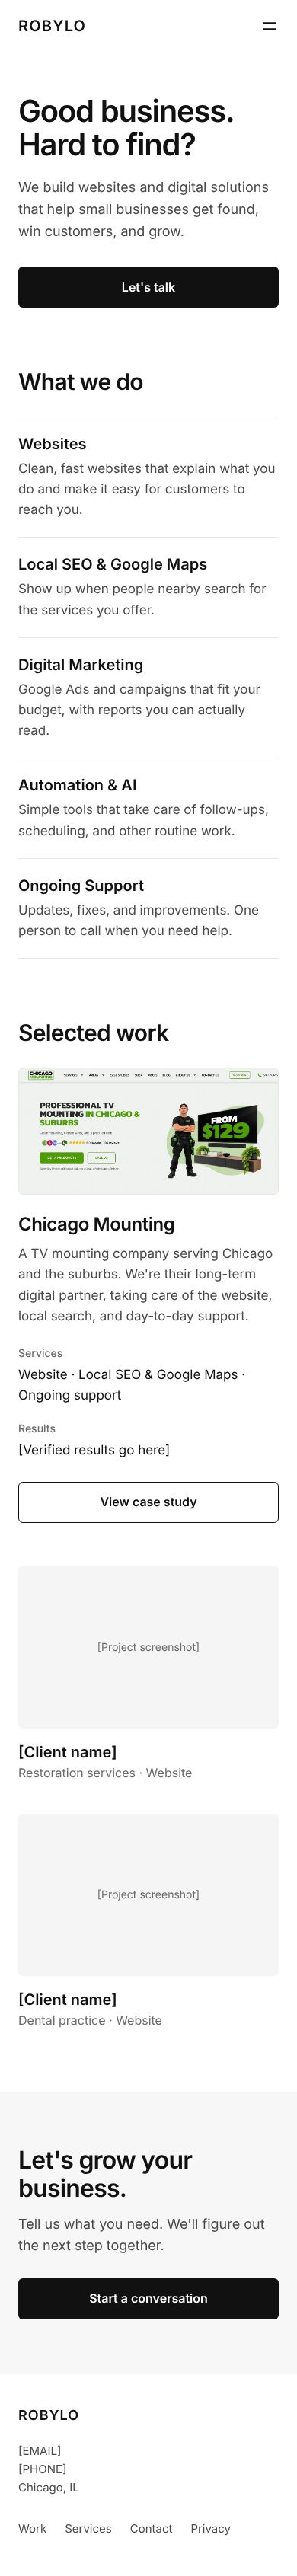 ROBYLO
Good business.
Hard to find?
We build websites and digital solutions
that help small businesses get found,
win customers, and grow.
Let's talk
What we do
Websites
Clean, fast websites that explain what you
do and make it easy for customers to
reach you.
Local SEO & Google Maps
Show up when people nearby search for
the services you offer.
Digital Marketing
Google Ads and campaigns that fit your
budget, with reports you can actually
read.
Automation & AI
Simple tools that take care of follow-ups,
scheduling, and other routine work.
Ongoing Support
Updates, fixes, and improvements. One
person to call when you need help.
Selected work
CHICAGO
PROFESSIONAL TV
MOUNTING IN CHICAGO &
SUBURBS
FROM
$129
Chicago Mounting
A TV mounting company serving Chicago
and the suburbs. We're their long-term
digital partner, taking care of the website,
local search, and day-to-day support.
Services
Website · Local SEO & Google Maps ·
Ongoing support
Results
[Verified results go here]
View case study
[Project screenshot]
[Client name]
Restoration services · Website
[Project screenshot]
[Client name]
Dental practice · Website
Let's grow your
business.
Tell us what you need. We'll figure out
the next step together.
Start a conversation
ROBYLO
[EMAIL]
[PHONE]
Chicago, IL
Work Services Contact Privacy